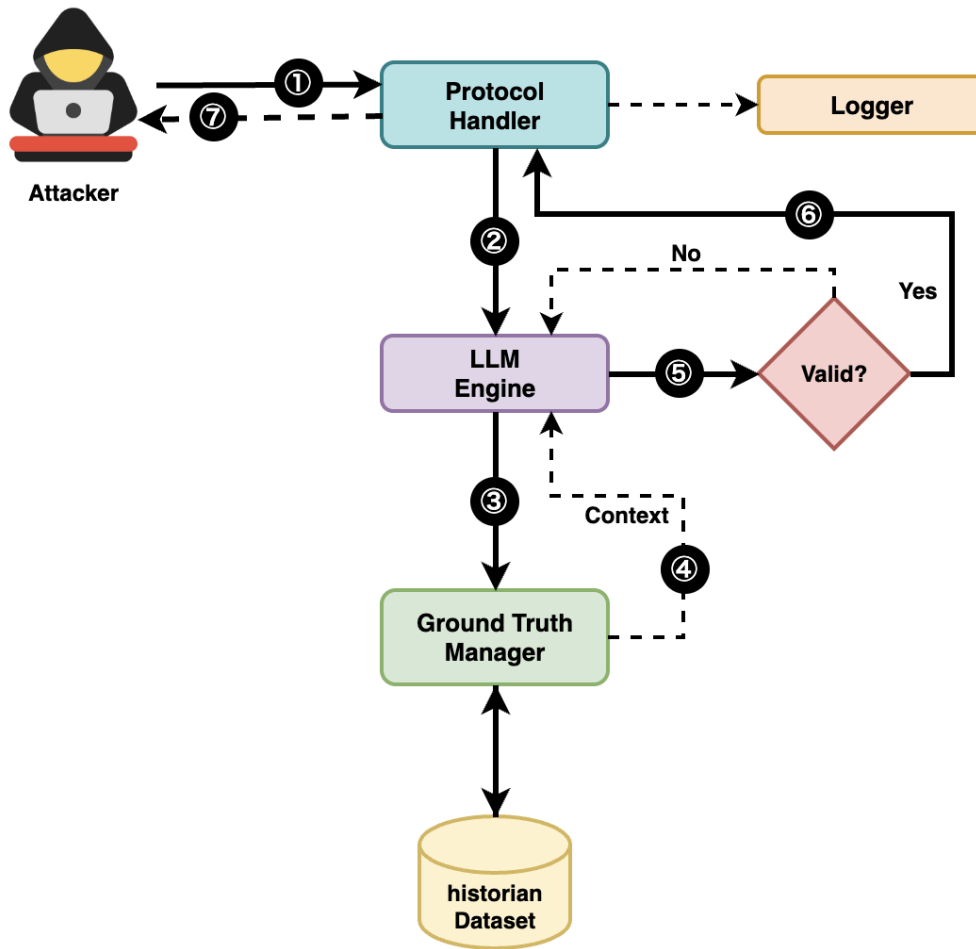 ①
⑦
Attacker
Protocol
Handler
Logger
②
⑥
No
Yes
LLM
Engine
⑤
Valid?
③
Context
④
Ground Truth
Manager
historian
Dataset